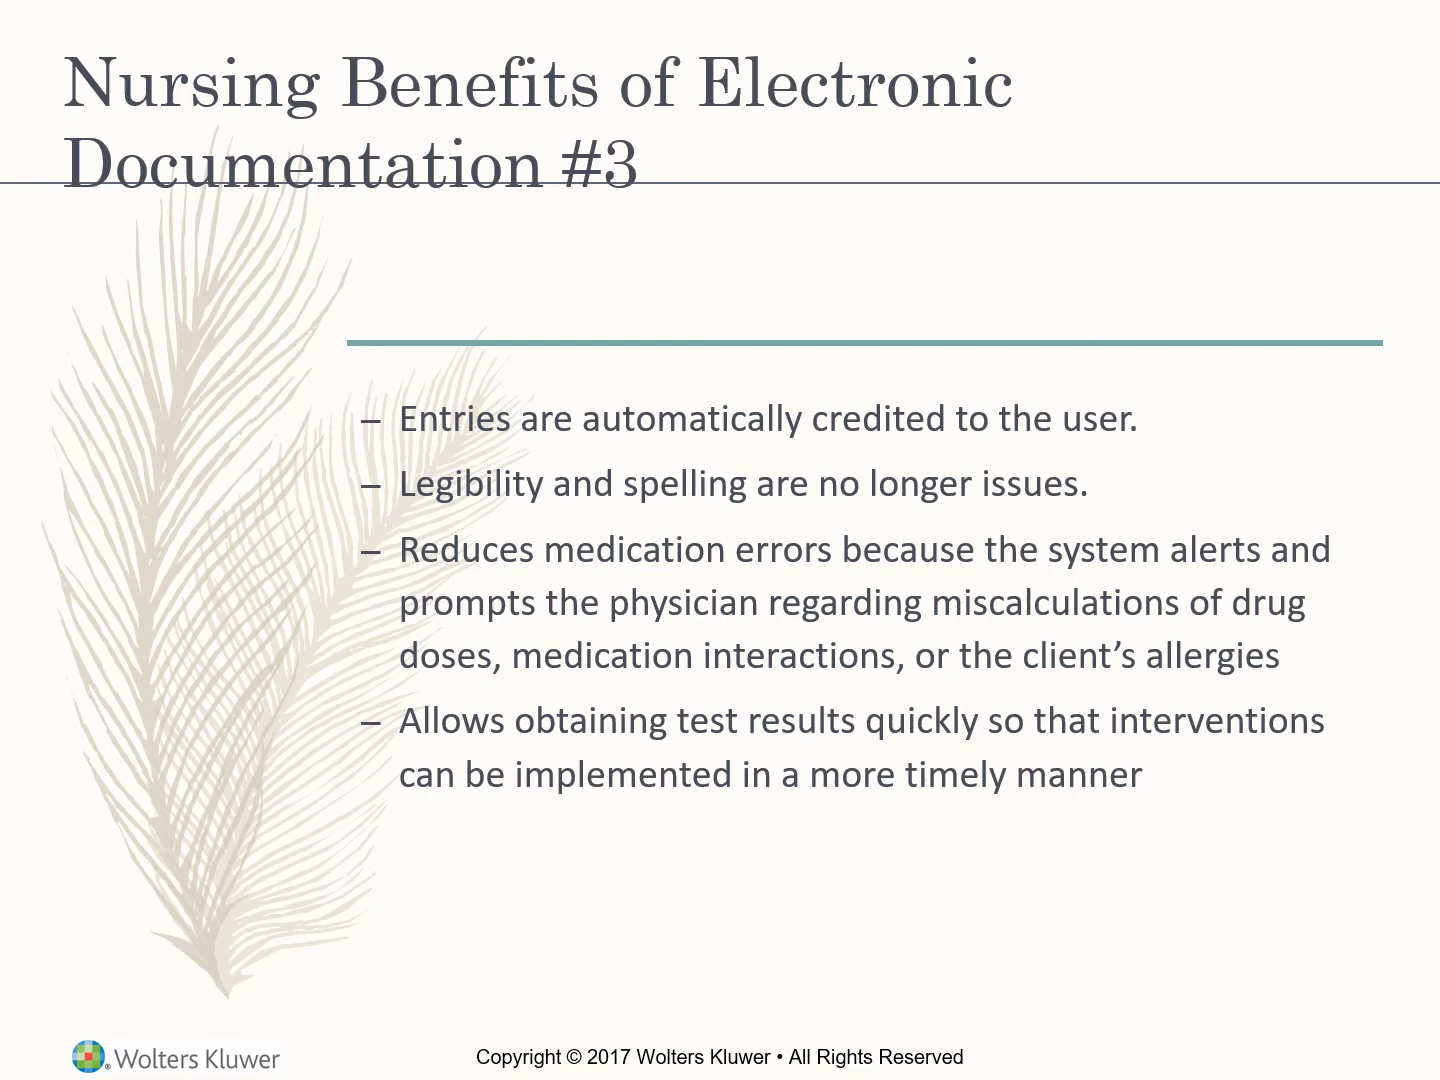 Nursing Benefits of Electronic
Documentation #3
– Entries are automatically credited to the user.
– Legibility and spelling are no longer issues.
– Reduces medication errors because the system alerts and
prompts the physician regarding miscalculations of drug
doses, medication interactions, or the client’s allergies
– Allows obtaining test results quickly so that interventions
can be implemented in a more timely manner
Wolters Kluwer
Copyright © 2017 Wolters Kluwer • All Rights Reserved